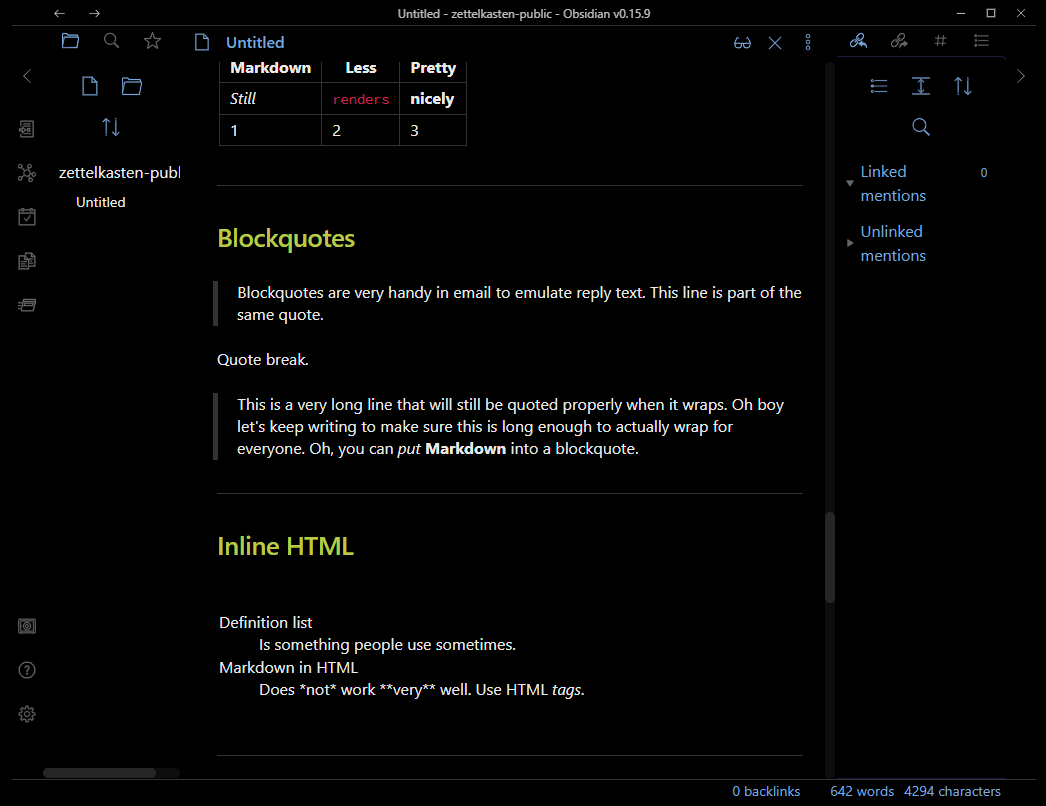 Untitled - zettelkasten-public - Obsidian v0.15.9
Untitled
zettelkasten-publ
Untitled
Markdown Less Pretty
Still renders nicely
1 2 3
Blockquotes
Blockquotes are very handy in email to emulate reply text. This line is part of the
same quote.
Quote break.
This is a very long line that will still be quoted properly when it wraps. Oh boy
let's keep writing to make sure this is long enough to actually wrap for
everyone. Oh, you can put Markdown into a blockquote.
Inline HTML
Definition list
Is something people use sometimes.
Markdown in HTML
Does *not* work **very** well. Use HTML tags.
Linked 0
mentions
Unlinked
mentions
0 backlinks 642 words 4294 characters